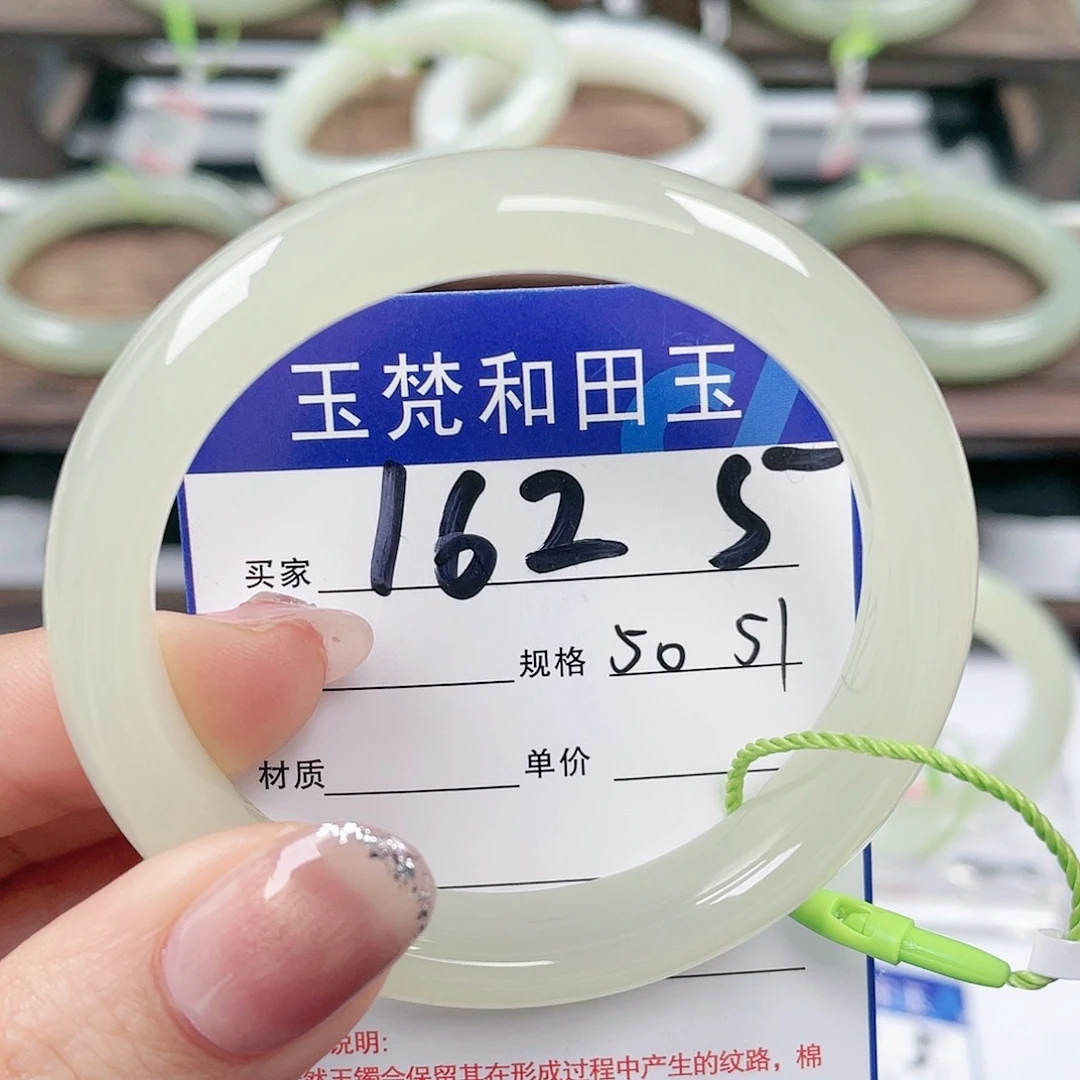 玉梵和田玉
买家 162 5
规格 50 51
材质 单价
说明:
然玉镯会保留其在形成过程中产生的纹路，棉